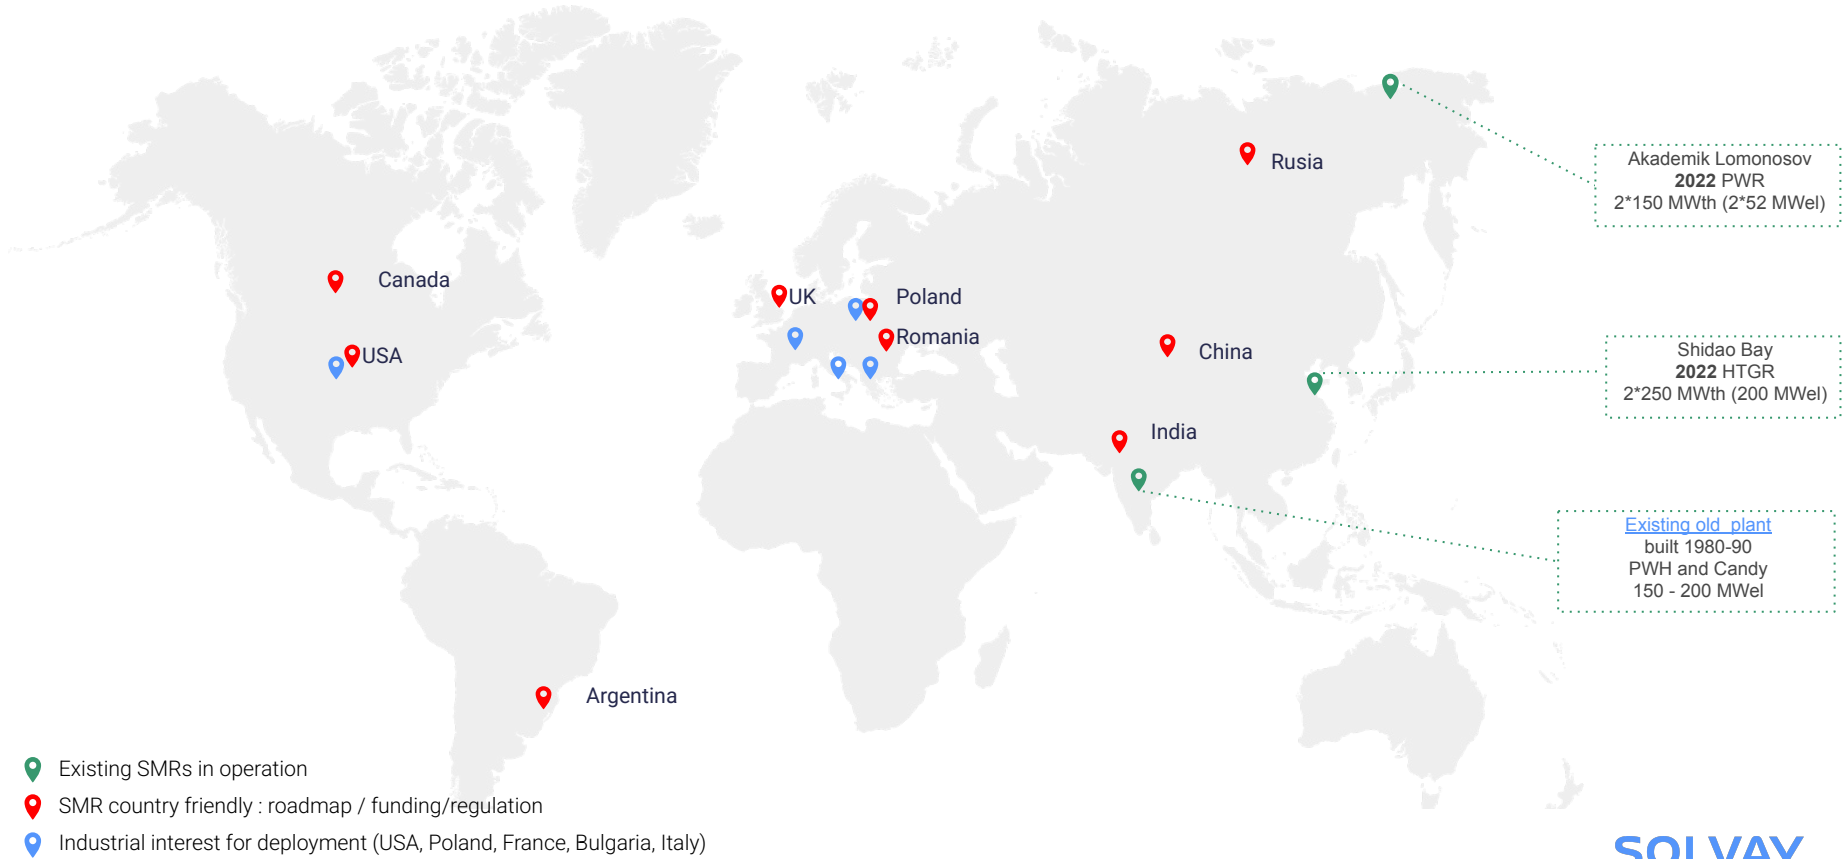 Rusia
Akademik Lomonosov
2022 PWR
2*150 MWth (2*52 MWel)
Canada
UK
Poland
Romania
USA
China
Shidao Bay
2022 HTGR
2*250 MWth (200 MWel)
India
Existing old  plant
built 1980-90
PWH and Candy
150 - 200 MWel
Argentina
Existing SMRs in operation
SMR country friendly : roadmap / funding/regulation
Industrial interest for deployment (USA, Poland, France, Bulgaria, Italy)
SOLVAY